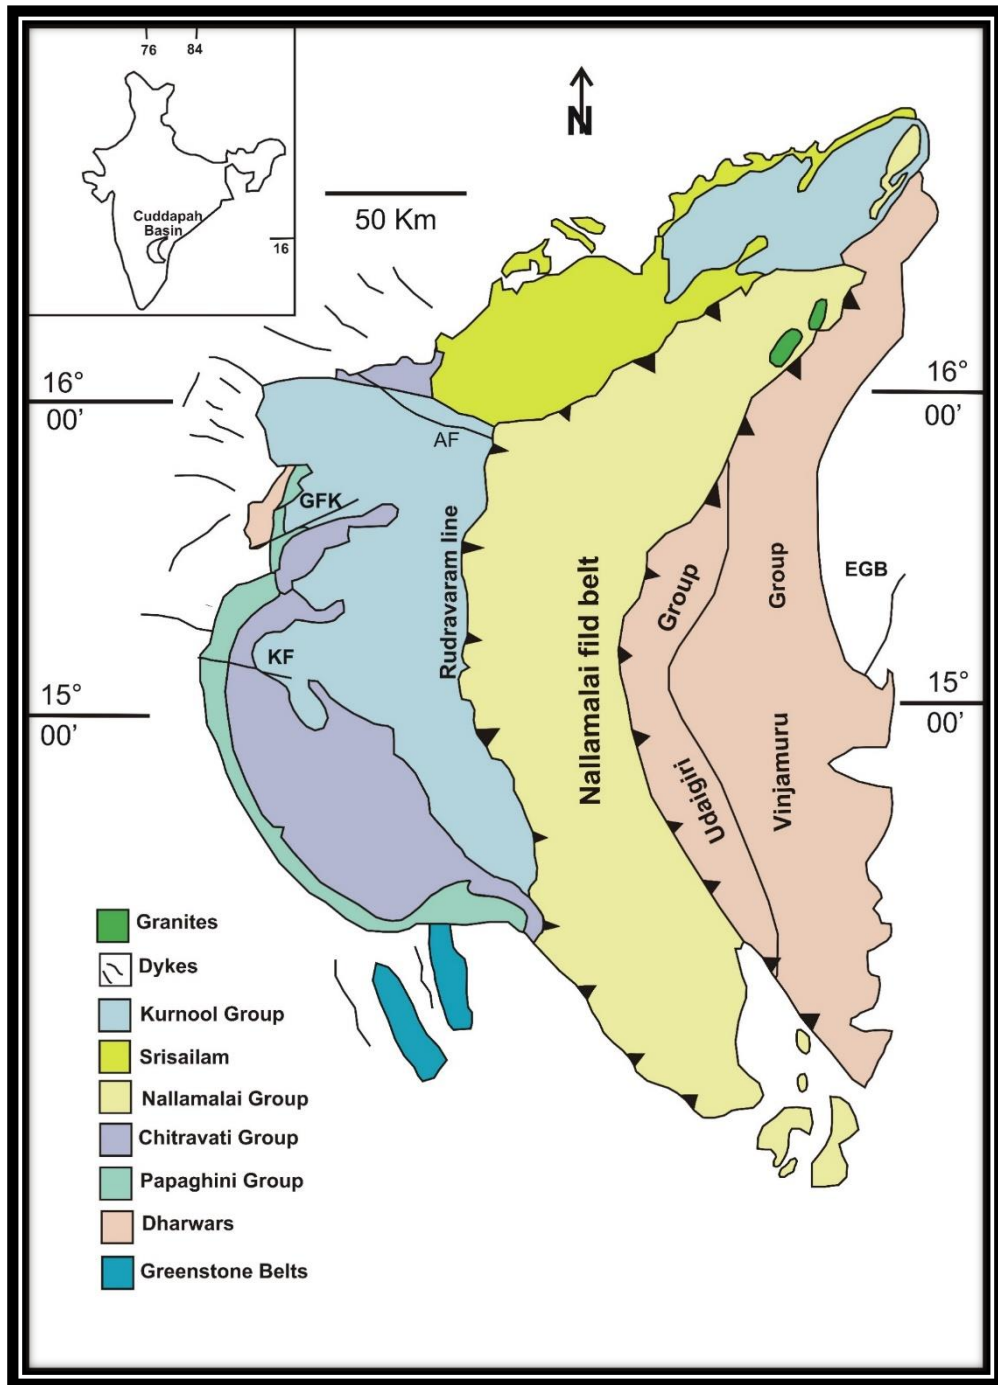 76 84
Cuddapah
Basin
16
N
50 Km
16°
00’
16°
00’
AF
GFK
Rudravaram line
Nallamalai fild belt
Group
Group
EGB
KF
15°
00’
15°
00’
Udaigiri
Vinjamuru
Granites
Dykes
Kurnool Group
Srisailam
Nallamalai Group
Chitravati Group
Papaghini Group
Dharwars
Greenstone Belts